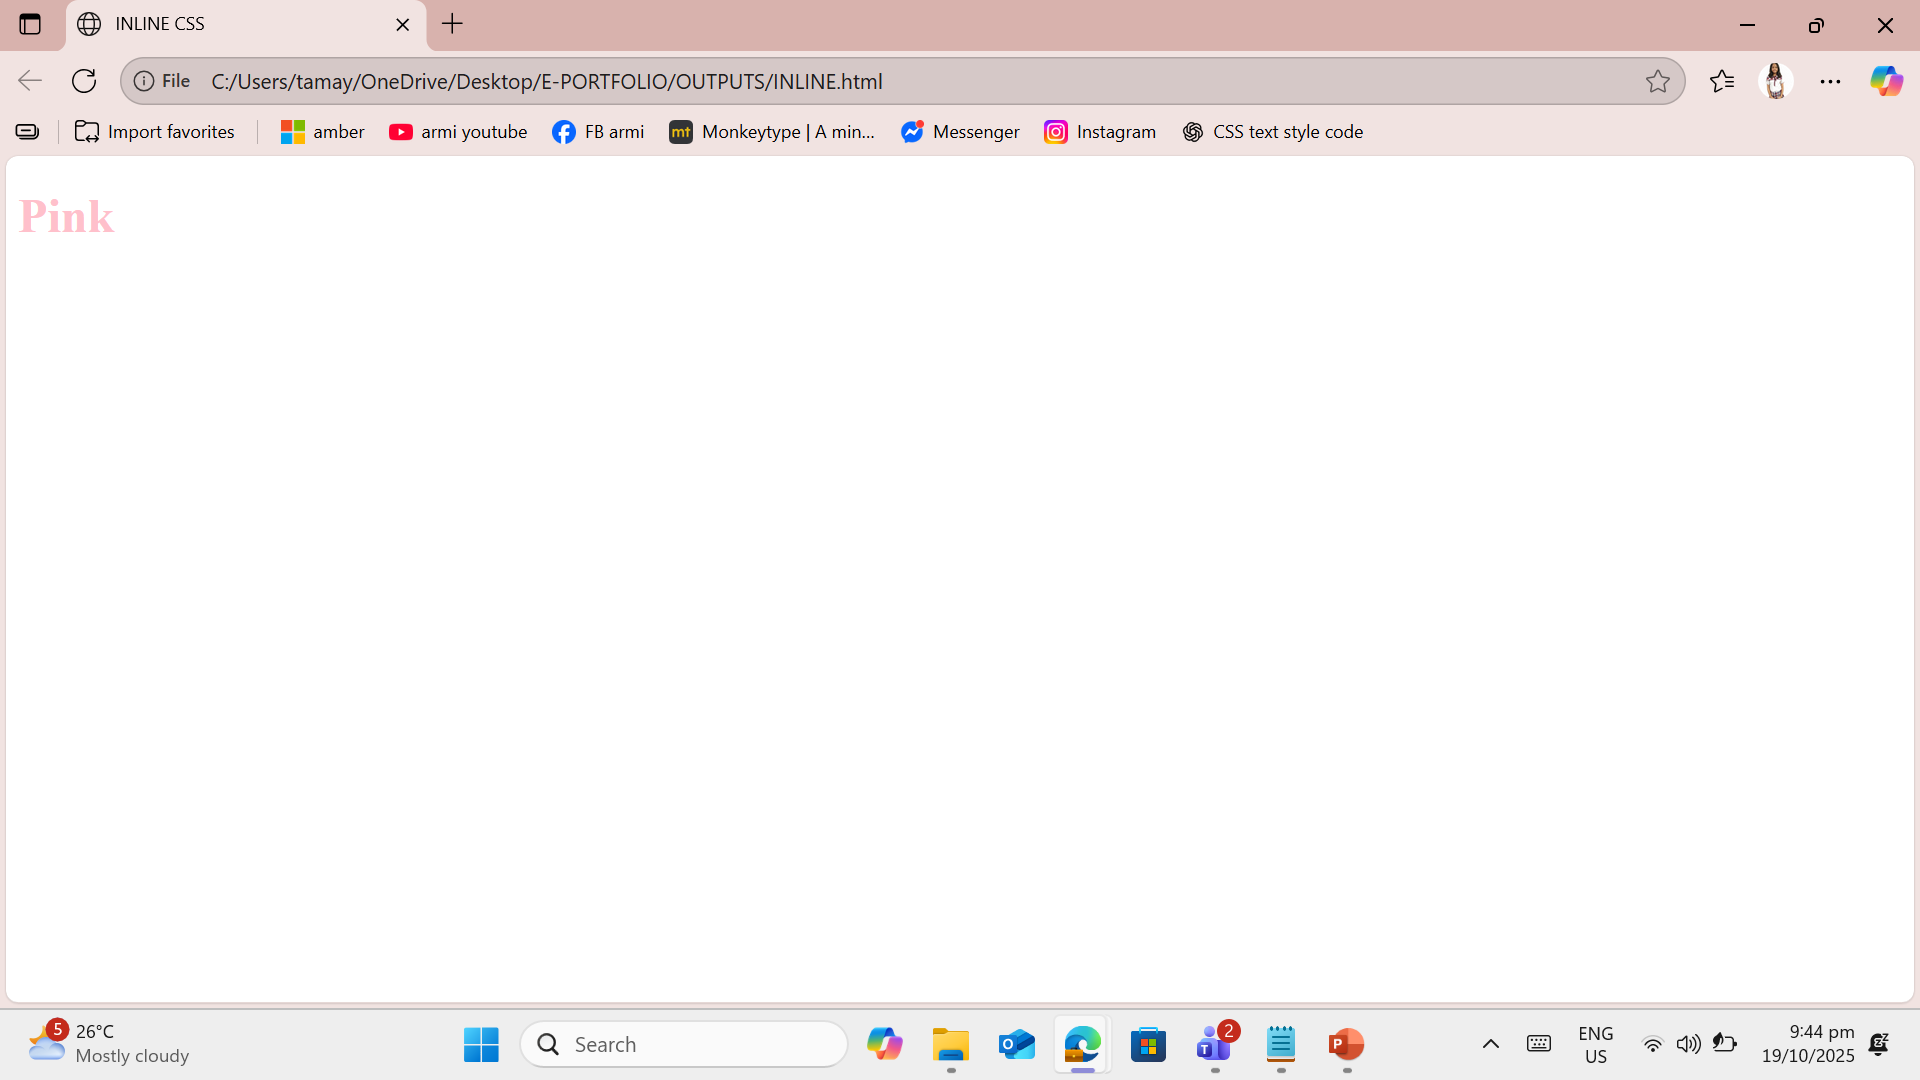 INLINE CSS
File C:/Users/tamay/OneDrive/Desktop/E-PORTFOLIO/OUTPUTS/INLINE.html
Import favorites amber armi youtube FB armi mt Monkeytype | A min... Messenger Instagram CSS text style code
Pink
5 26°C
Mostly cloudy
Search
2
ENG
US
9:44 pm
19/10/2025